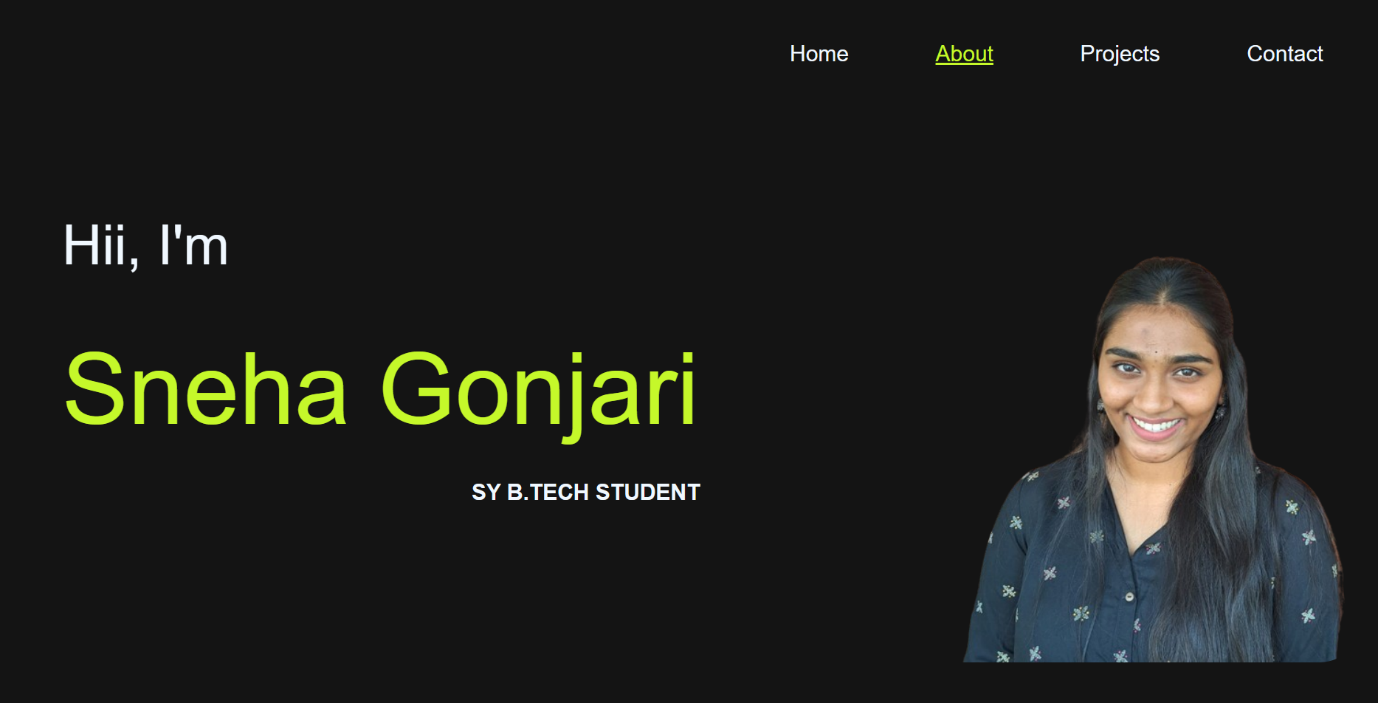 Home About Projects Contact
Hii, I'm
Sneha Gonjari
SY B.TECH STUDENT